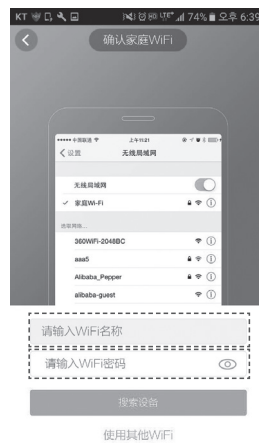 KT LTE 74% 오후 6:39
确认家庭WiFi
中国联通 上午11:21
设置 无线局域网
无线局域网
家庭Wi-Fi
选取网络...
360WiFi-2048BC
aaa5
Alibaba_Pepper
alibaba-guest
请输入WiFi名称
请输入WiFi密码
搜索设备
使用其他WiFi